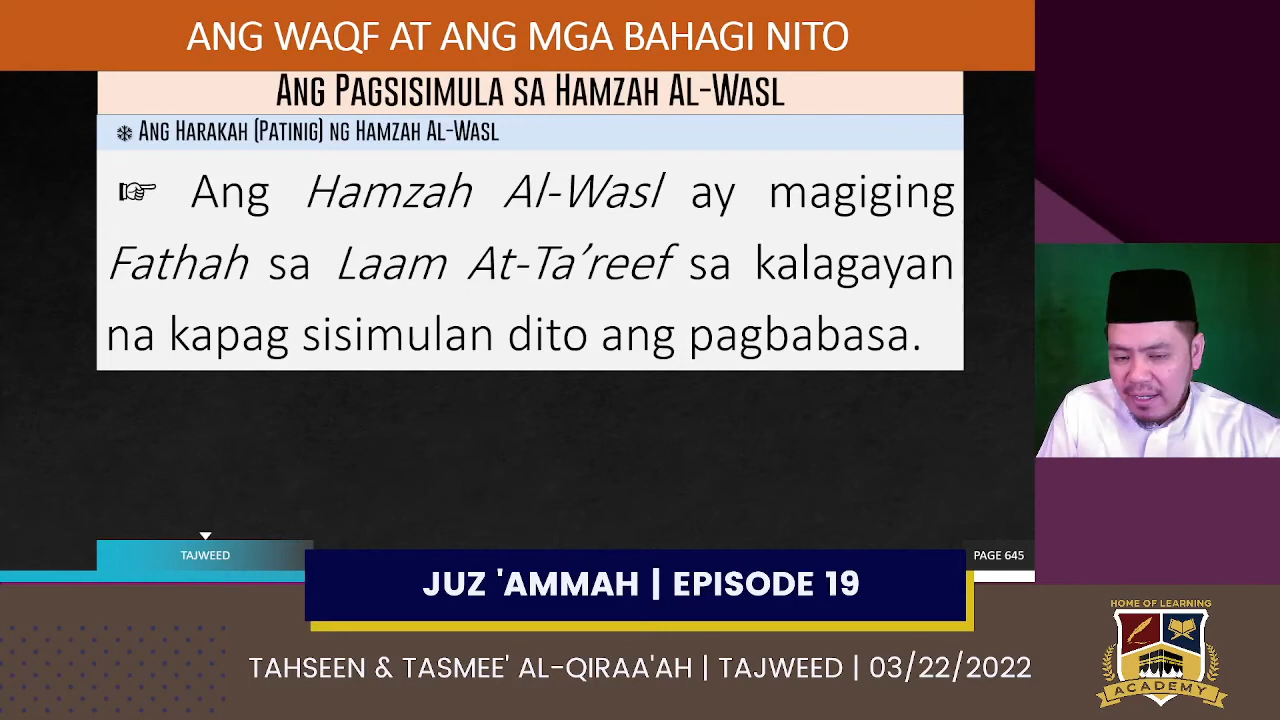 ANG WAQF AT ANG MGA BAHAGI NITO
ANG PAGSISIMULA SA HAMZAH AL-WASL
❄ ANG HARAKAH (PATINIG) NG HAMZAH AL-WASL
☞ Ang Hamzah Al-Wasl ay magiging
Fathah sa Laam At-Ta’reef sa kalagayan
na kapag sisimulan dito ang pagbabasa.
TAJWEED
PAGE 645
JUZ 'AMMAH | EPISODE 19
TAHSEEN & TASMEE' AL-QIRAA'AH | TAJWEED | 03/22/2022
HOME OF LEARNING
ACADEMY